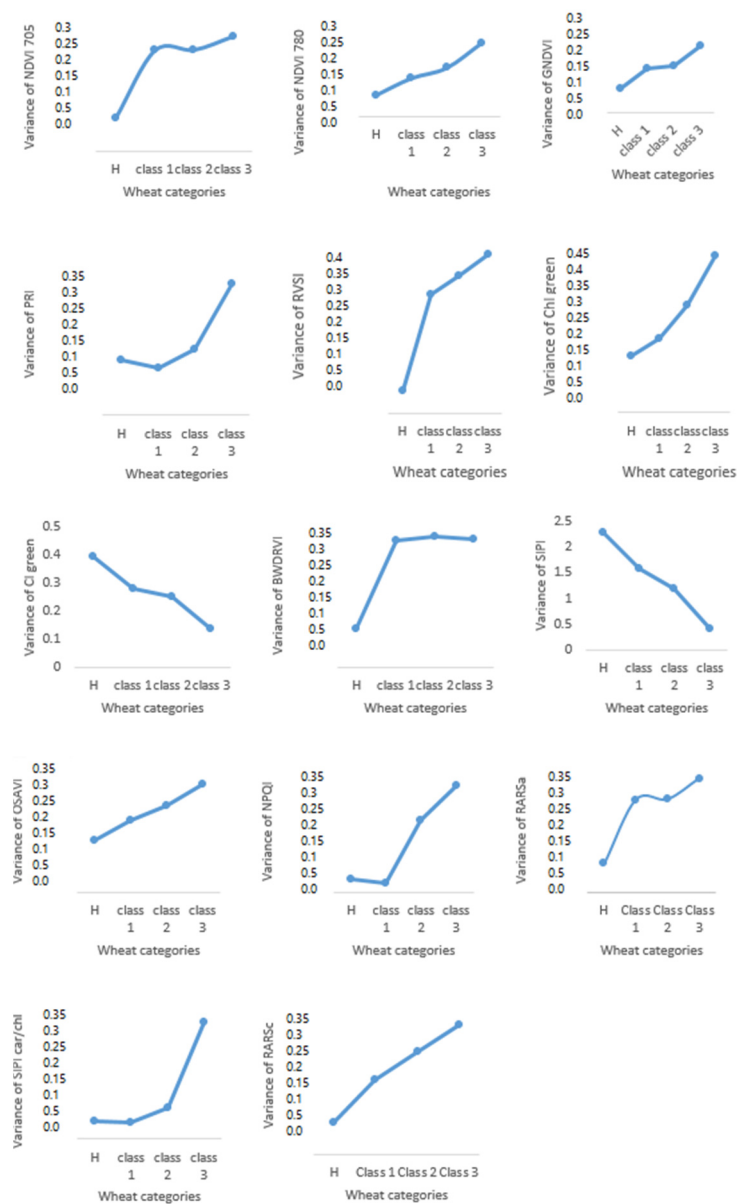 Variance of NDVI 705
0.3
0.25
0.2
0.15
0.1
0.5
0.0
H class 1 class 2 class 3
Wheat categories
Variance of NDVI 780
0.3
0.25
0.2
0.15
0.1
0.5
0.0
H class class class
1 2 3
Wheat categories
Variance of GNDVI
0.3
0.25
0.2
0.15
0.1
0.5
0.0
H class 1 class 2 class 3
Wheat categories
Variance of PRI
0.35
0.3
0.25
0.2
0.15
0.1
0.5
0.0
H class class class
1 2 3
Wheat categories
Variance of RVSI
0.4
0.35
0.3
0.25
0.2
0.15
0.1
0.5
0.0
H class class class
1 2 3
Wheat categories
Variance of Chl green
0.45
0.4
0.35
0.3
0.25
0.2
0.15
0.1
0.5
0.0
H class class class
1 2 3
Wheat categories
Variance of Ci green
0.5
0.4
0.3
0.2
0.1
0
H class 1 class 2 class 3
Wheat categories
Variance of BWDRVI
0.35
0.3
0.25
0.2
0.15
0.1
0.5
0.0
H class 1 class 2 class 3
Wheat categories
Variance of SIPI
2.5
2
1.5
1
0.5
0
H class class class
1 2 3
Wheat categories
Variance of OSAVI
0.35
0.3
0.25
0.2
0.15
0.1
0.5
0.0
H class class class
1 2 3
Wheat categories
Variance of NPQI
0.35
0.3
0.25
0.2
0.15
0.1
0.5
0.0
H class class class
1 2 3
Wheat categories
Variance of RARSa
0.35
0.3
0.25
0.2
0.15
0.1
0.5
0.0
H Class Class Class
1 2 3
Wheat categories
Variance of SIPI car/chl
0.35
0.3
0.25
0.2
0.15
0.1
0.5
0.0
H class class class
1 2 3
Wheat categories
Variance of RARSc
0.35
0.3
0.25
0.2
0.15
0.1
0.5
0.0
H Class 1 Class 2 Class 3
Wheat categories